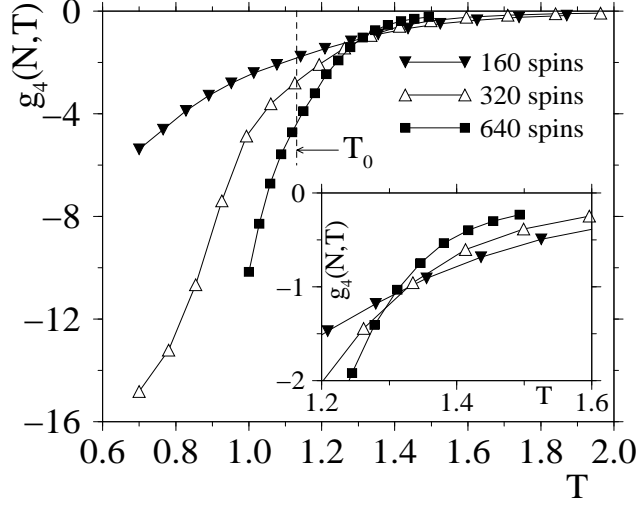 g₄(N,T)
0
−4
−8
−12
−16
0.6 0.8 1.0 1.2 1.4 1.6 1.8 2.0
T
160 spins
320 spins
640 spins
T₀
g₄(N,T)
0
−1
−2
1.2 1.4 1.6
T